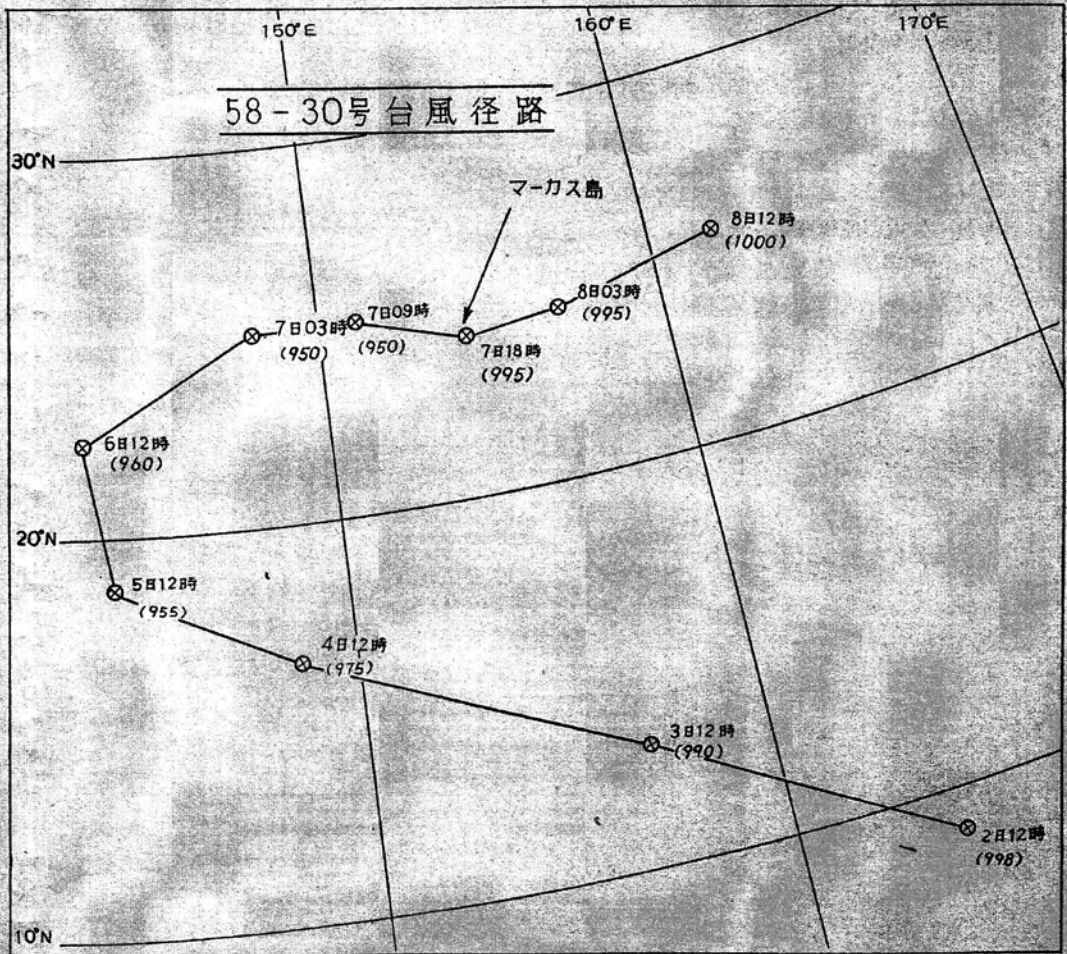 150°E
160°E
170°E
58-30号台風径路
30°N
マーカス島
8日12時
(1000)
8日03時
(995)
7日09時
(950)
7日03時
(950)
7日18時
(995)
6日12時
(960)
20°N
5日12時
(955)
4日12時
(975)
3日12時
(990)
2日12時
(998)
10°N